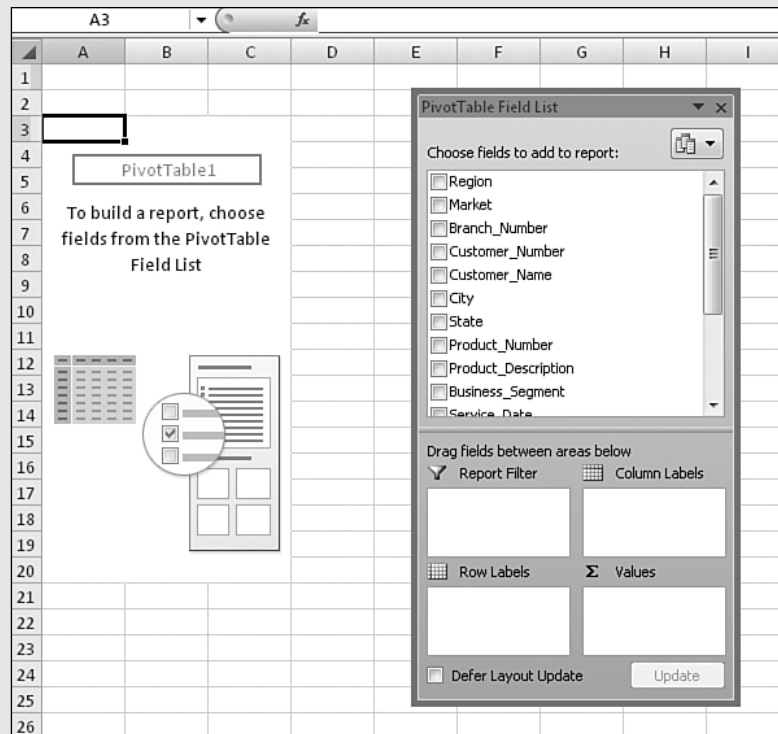 A3 fx
A B C D E F G H I
1
2
3
4
5
6
7
8
9
10
11
12
13
14
15
16
17
18
19
20
21
22
23
24
25
26
PivotTable1
To build a report, choose
fields from the PivotTable
Field List
PivotTable Field List
Choose fields to add to report:
Region
Market
Branch_Number
Customer_Number
Customer_Name
City
State
Product_Number
Product_Description
Business_Segment
Service_Date
Drag fields between areas below
Report Filter Column Labels
Row Labels Σ Values
Defer Layout Update Update